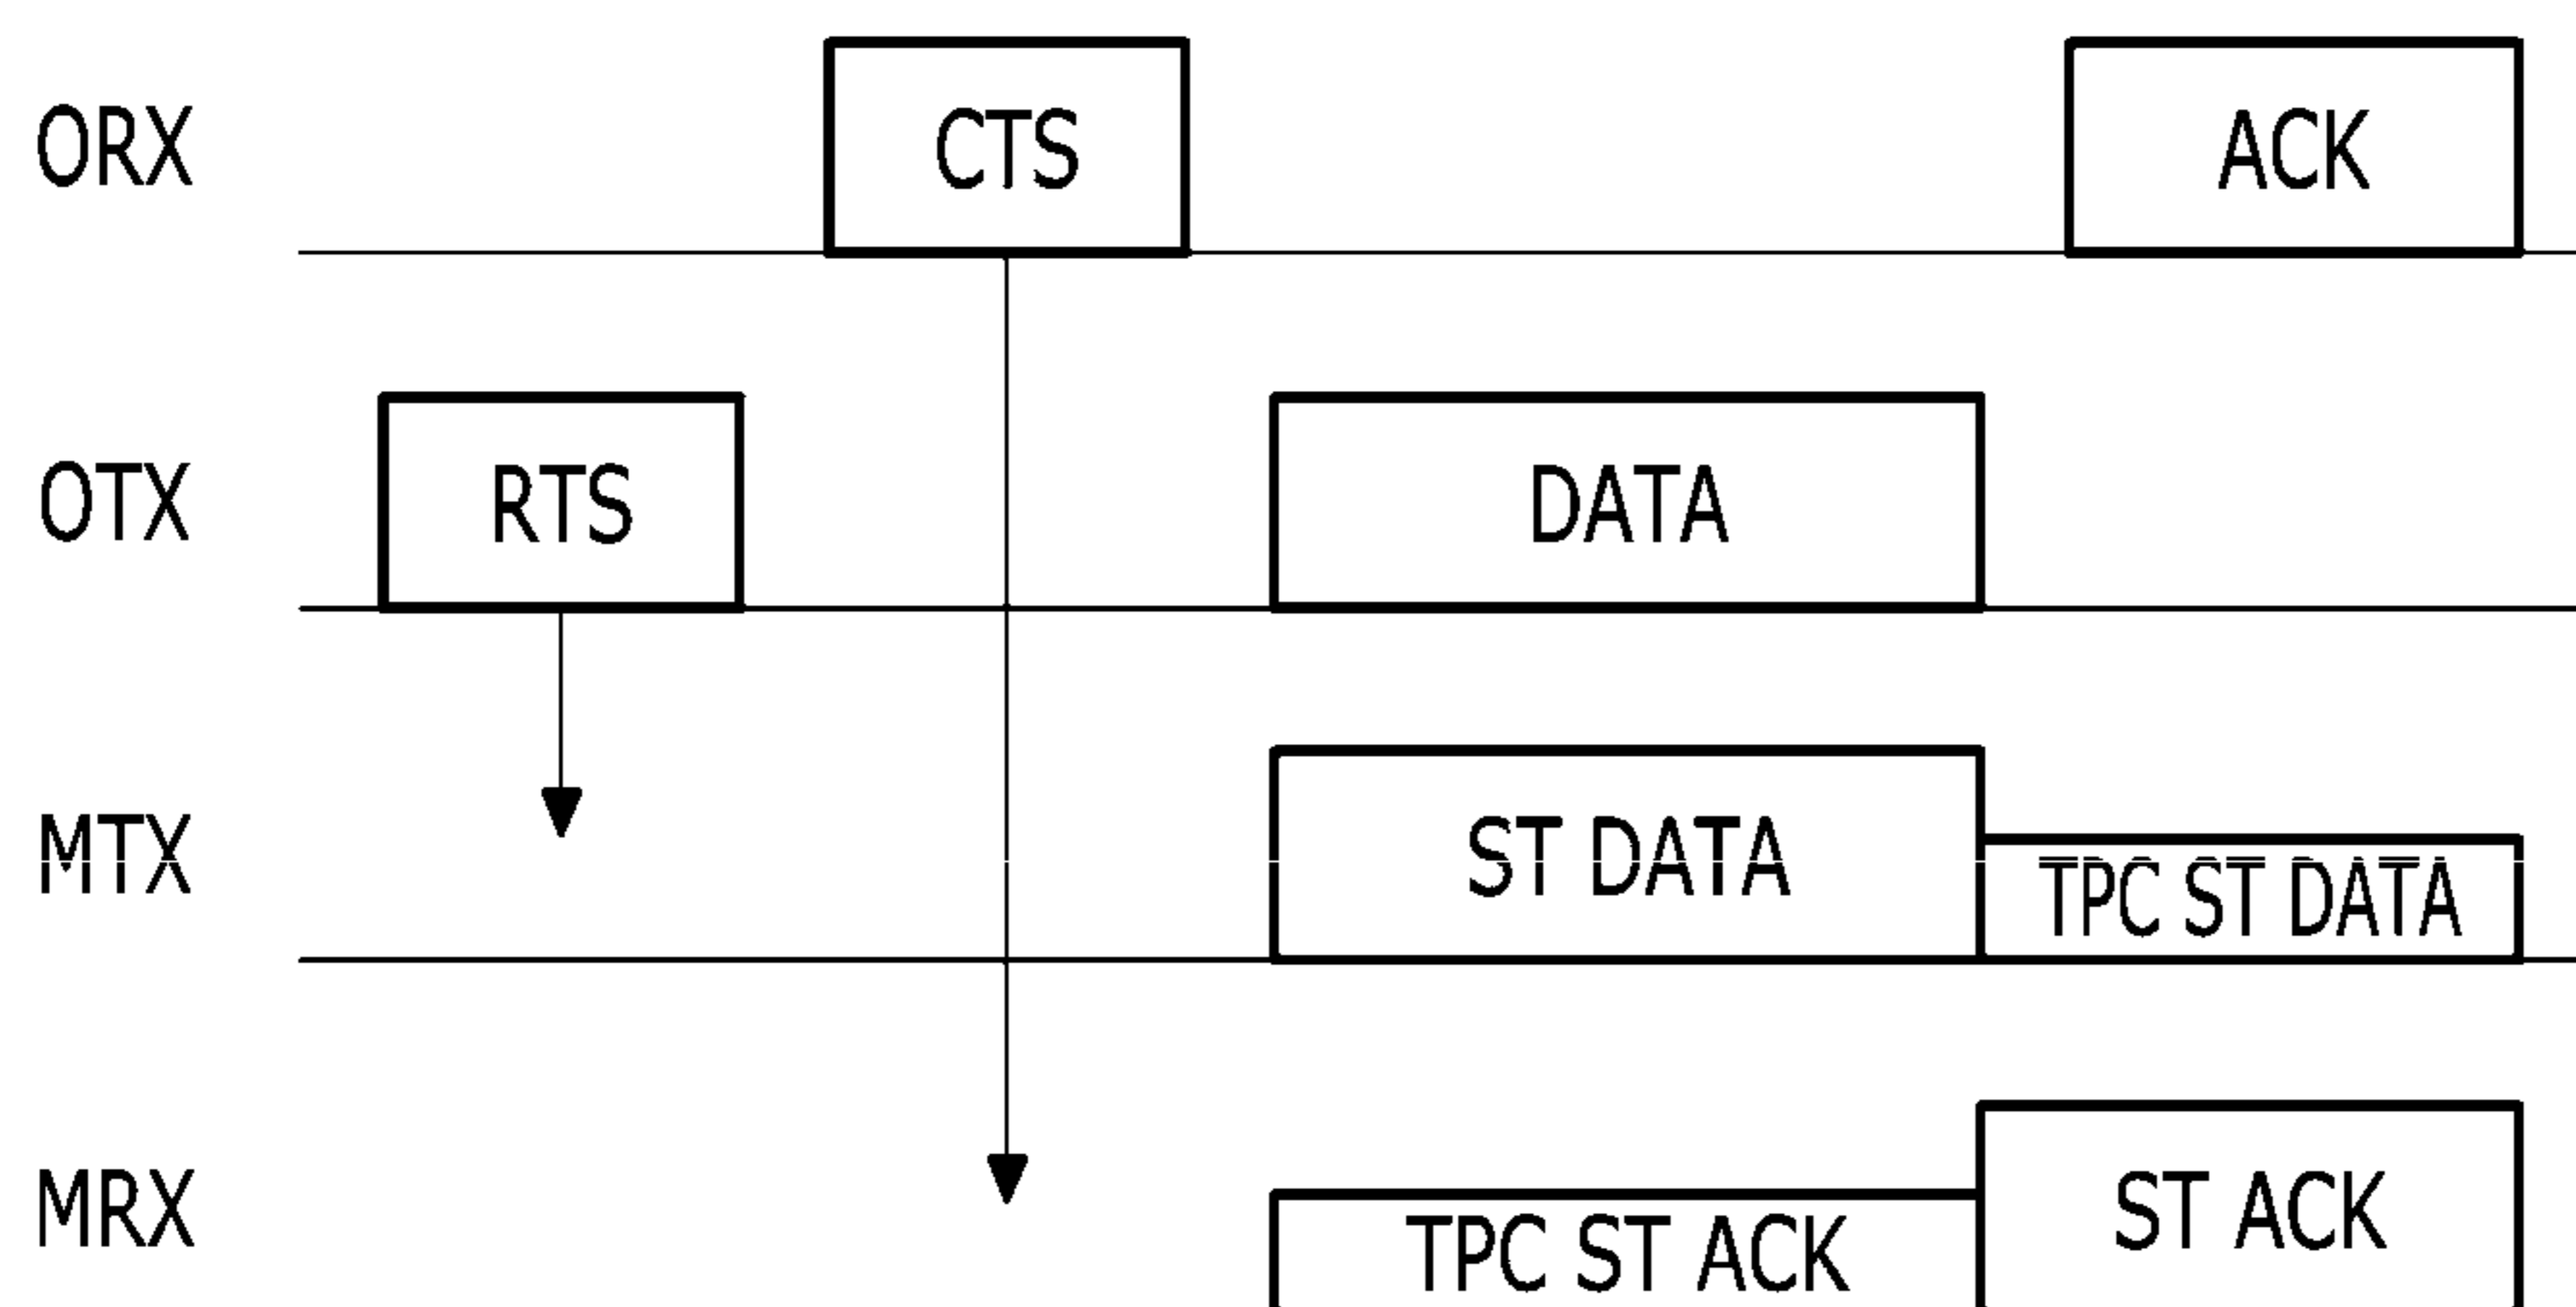 ORX
CTS
ACK
OTX
RTS
DATA
MTX
ST DATA
TPC ST DATA
MRX
TPC ST ACK
ST ACK